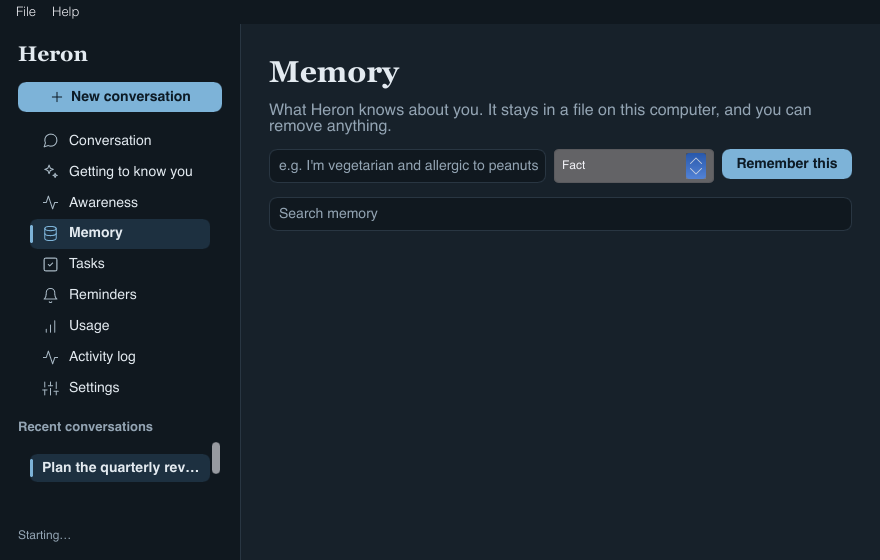 File Help
Heron
New conversation
Conversation
Getting to know you
Awareness
Memory
Tasks
Reminders
Usage
Activity log
Settings
Recent conversations
Plan the quarterly rev…
Starting…
Memory
What Heron knows about you. It stays in a file on this computer, and you can
remove anything.
e.g. I'm vegetarian and allergic to peanuts
Fact
Remember this
Search memory